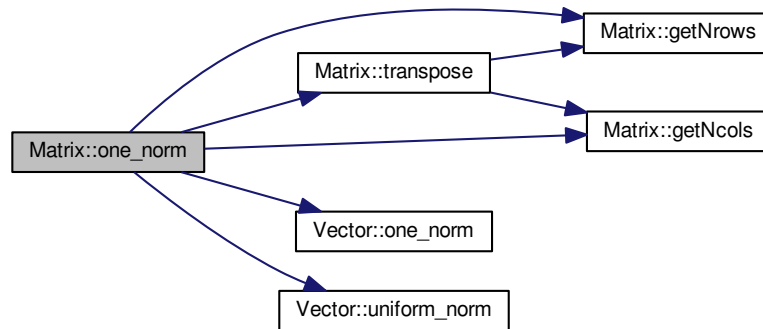 Matrix::getNrows
Matrix::transpose
Matrix::getNcols
Matrix::one_norm
Vector::one_norm
Vector::uniform_norm